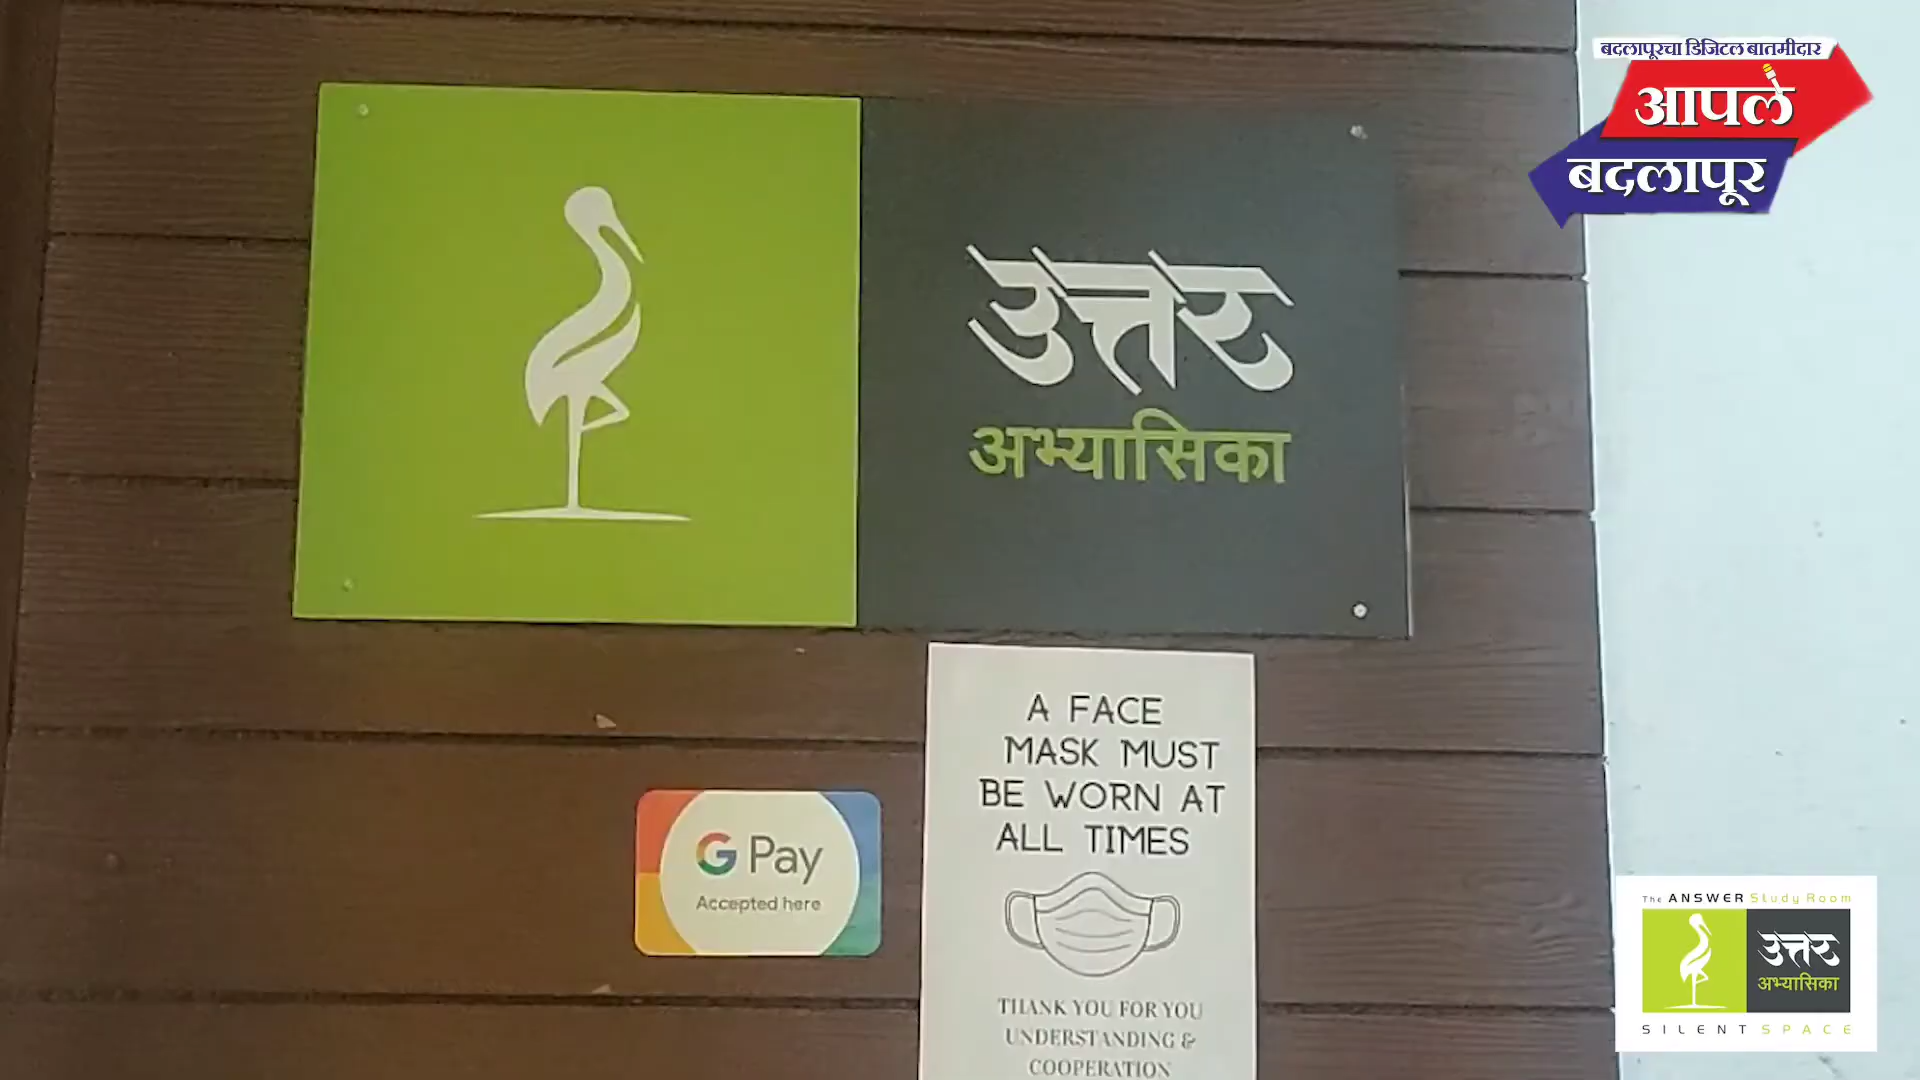 बदलापूरचा डिजिटल बातमीदार
आपले
बदलापूर
उत्तर
अभ्यासिका
A FACE
MASK MUST
BE WORN AT
ALL TIMES
THANK YOU FOR YOU
UNDERSTANDING &
COOPERATION
G Pay
Accepted here
The ANSWER Study Room
उत्तर
अभ्यासिका
SILENT SPACE